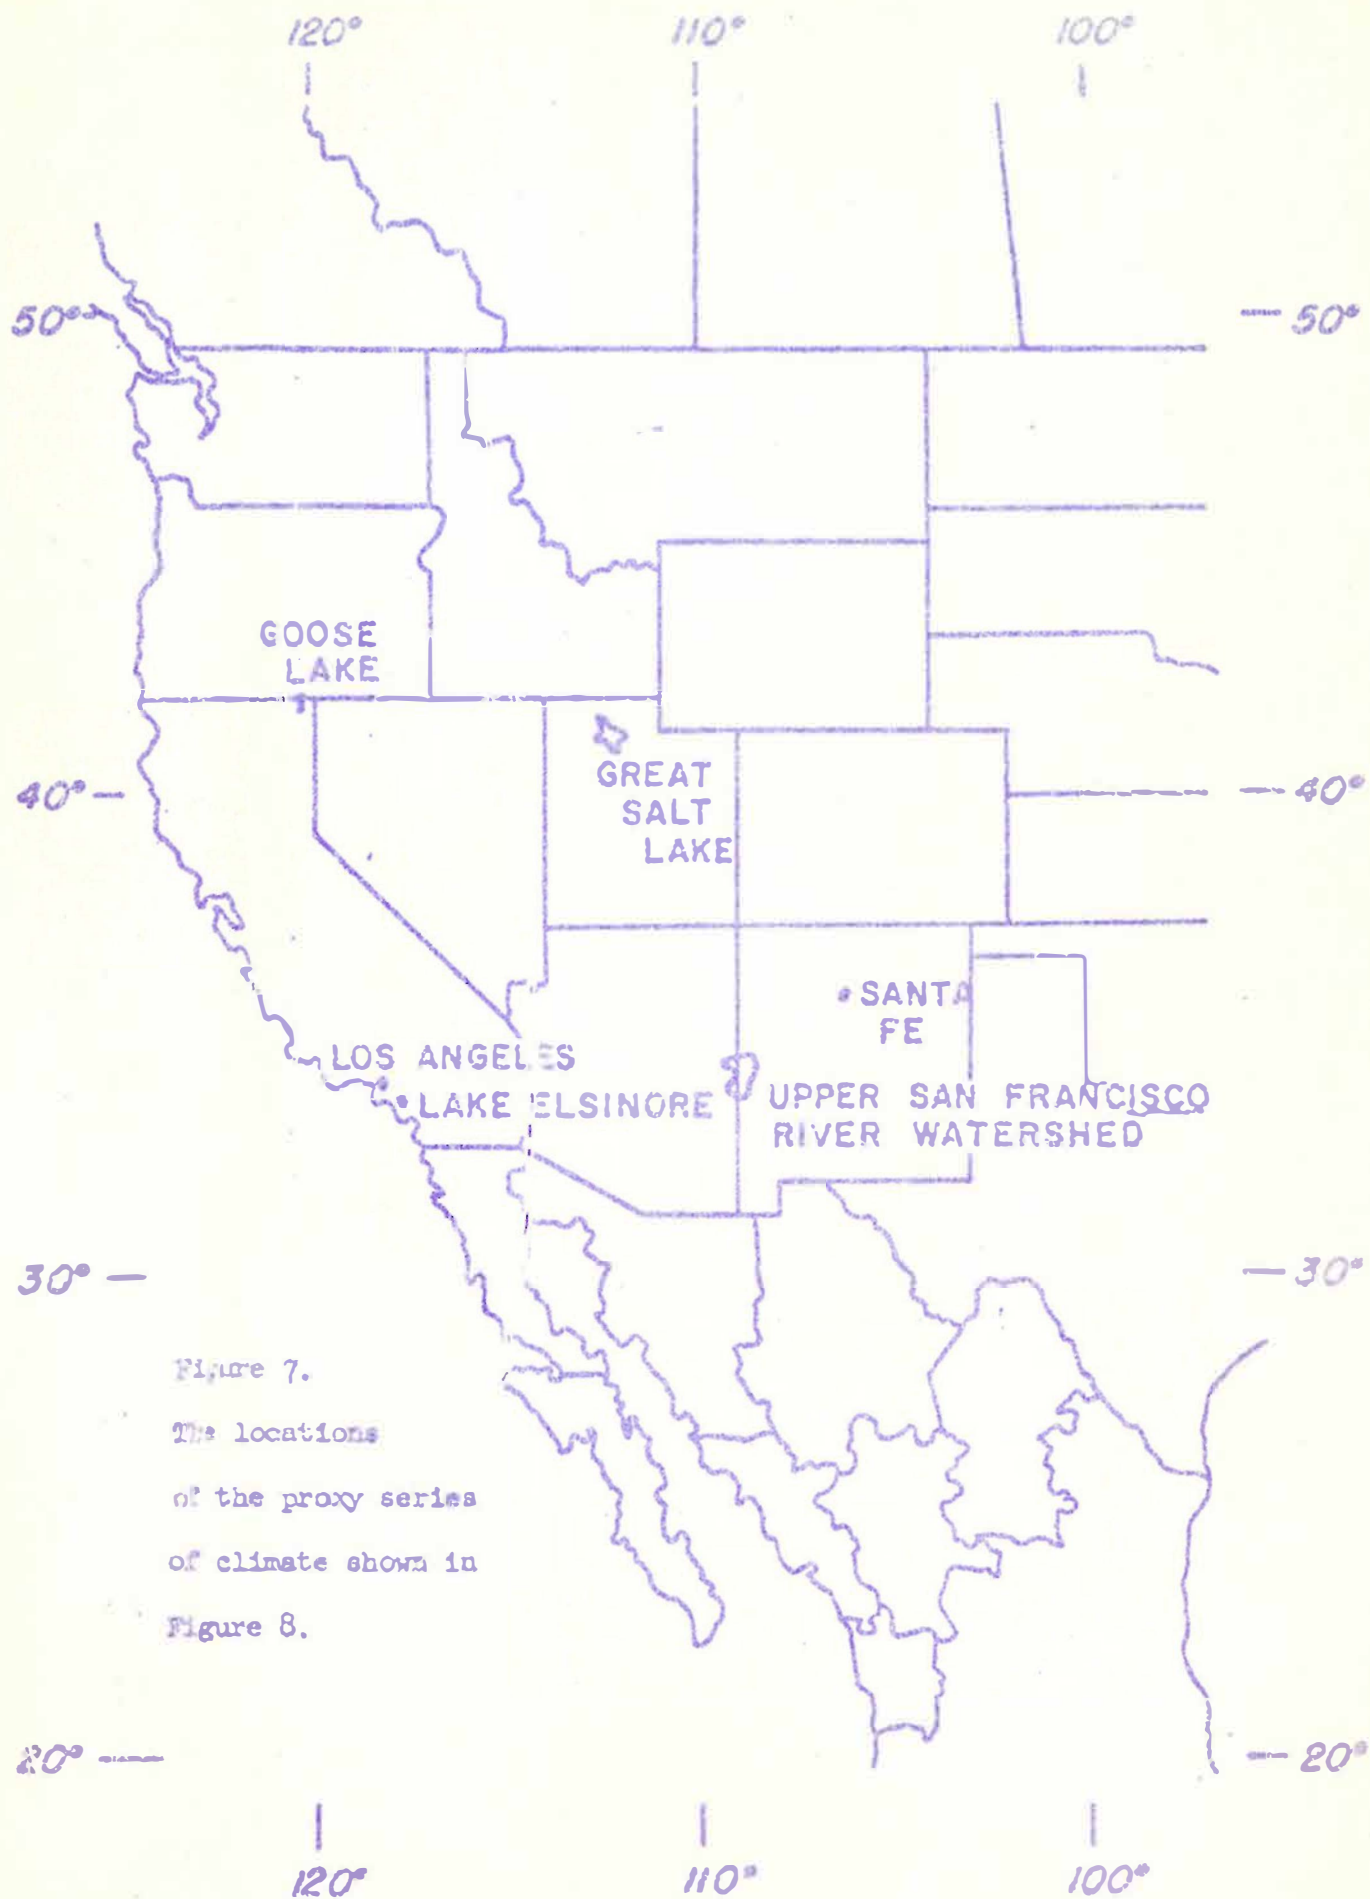 120° 110° 100°
50° 50°
GOOSE
LAKE
40° 40°
GREAT
SALT
LAKE
SANTA
FE
LOS ANGELES
LAKE ELSINORE
UPPER SAN FRANCISCO
RIVER WATERSHED
30° 30°
Figure 7.
The locations
of the proxy series
of climate shown in
Figure 8.
20° 20°
120° 110° 100°